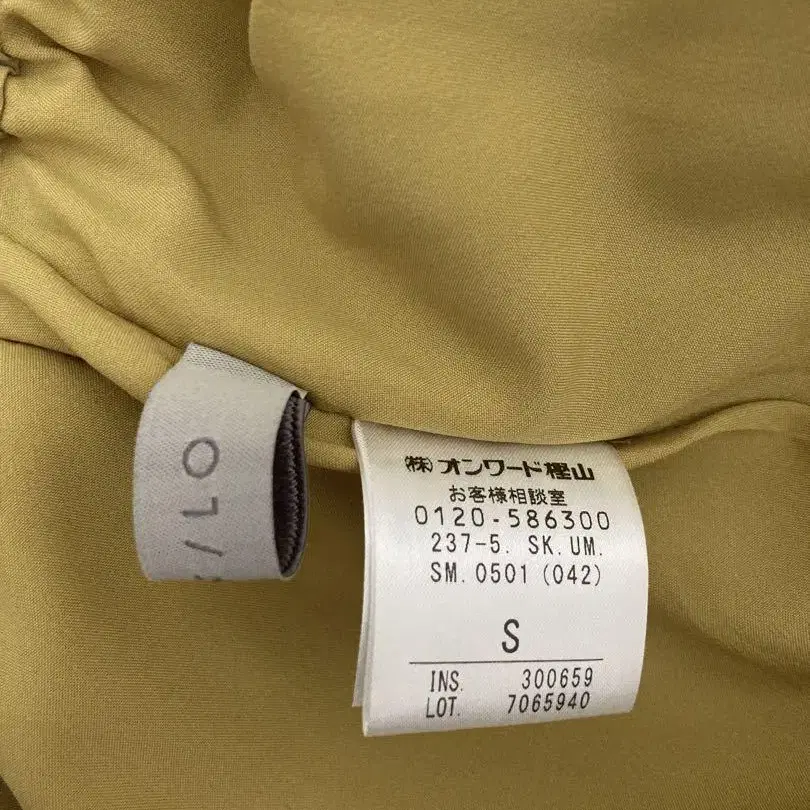 ㈱オンワード樫山
お客様相談室
0120-586300
237-5. SK. UM.
SM. 0501 (042)
S
INS. 300659
LOT. 7065940